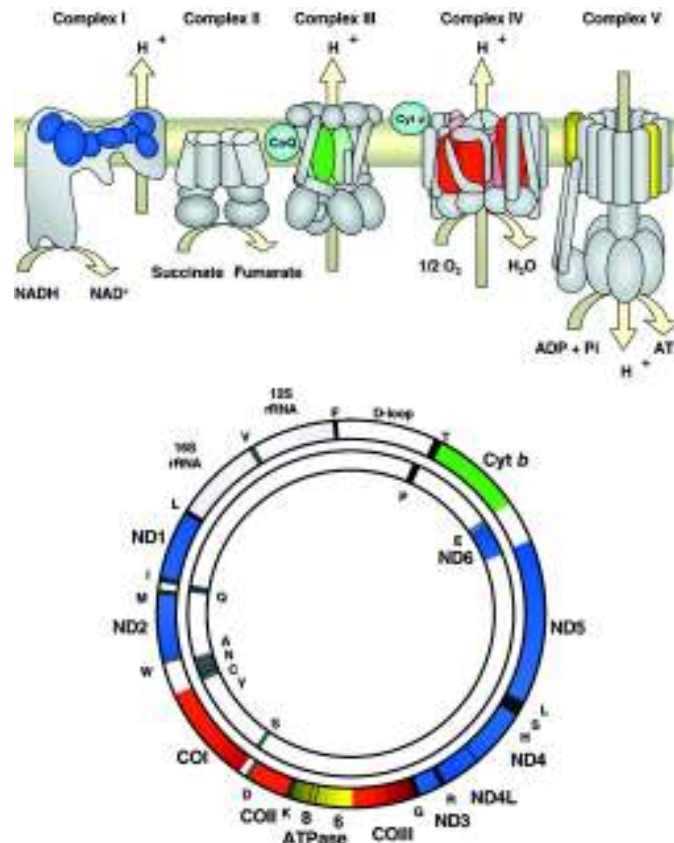 Complex I Complex II Complex III Complex IV Complex V
H + H + H +
CoQ Cyt c
Succinate Fumarate 1/2 O₂ H₂O
NADH NAD⁺ ADP + Pi AT
H +
12S
rRNA
F D-loop T
V
16S
rRNA
Cyt b
P
L
ND1
E
ND6
I
M Q
ND2 ND5
A
N
C
Y
W
S
L
S
H
COI ND4
D R ND4L
COII K 8 6 G ND3
ATPase COIII